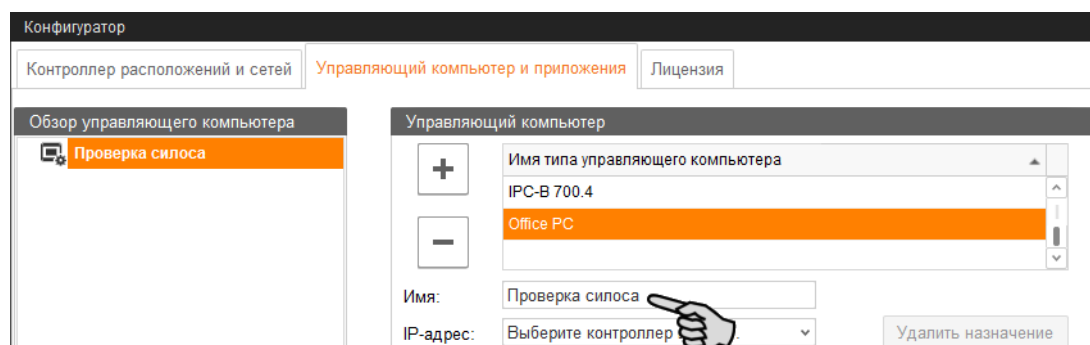 Конфигуратор
Контроллер расположений и сетей Управляющий компьютер и приложения Лицензия
Обзор управляющего компьютера
Проверка силоса
Управляющий компьютер
Имя типа управляющего компьютера
IPC-B 700.4
Office PC
Имя: Проверка силоса
IP-адрес: Выберите контроллер Удалить назначение